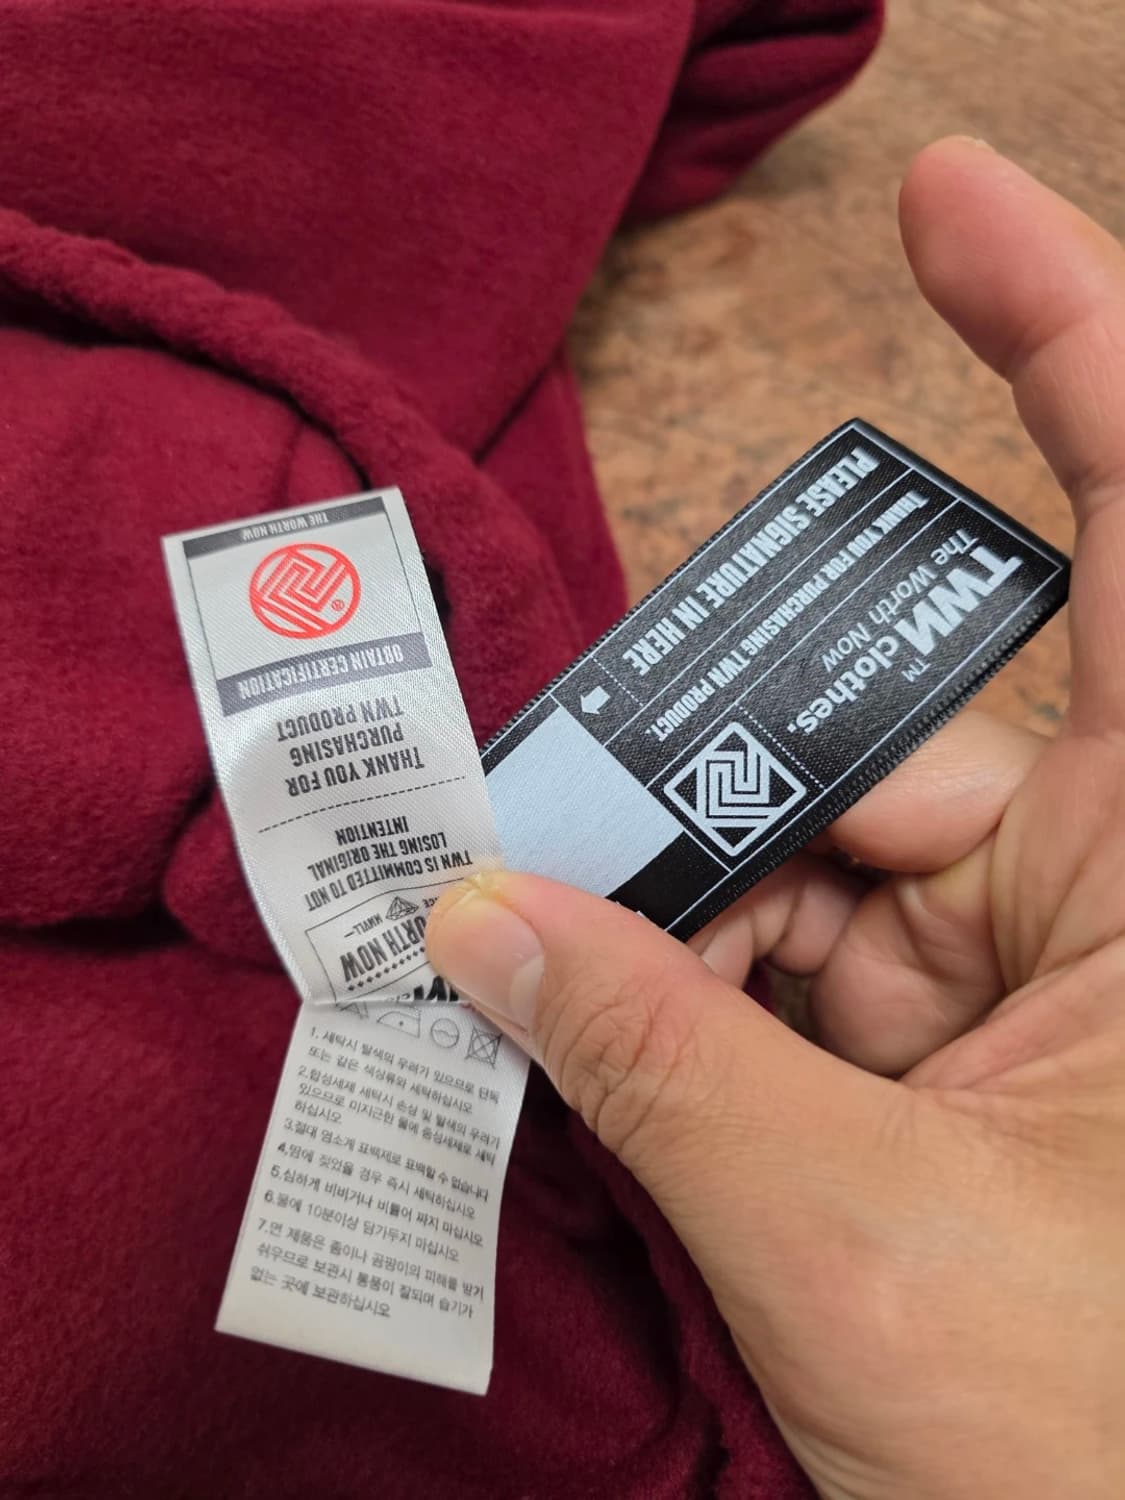 TWN™ clothes.
The Worth Now
THANK YOU FOR PURCHASING TWN PRODUCT.
PLEASE SIGNATURE IN HERE
WORTH NOW
TWN IS COMMITTED TO NOT
LOSING THE ORIGINAL
INTENTION
THANK YOU FOR
PURCHASING
TWN PRODUCT
OBTAIN CERTIFICATION
®
THE WORTH NOW
1. 세탁시 탈색의 우려가 있으므로 단독
또는 같은 색상류와 세탁하십시오
2.합성세제 세탁시 손상 및 탈색의 우려가
있으므로 미지근한 물에 중성세제로 세탁
하십시오
3.절대 염소계 표백제로 표백할 수 없습니다
4.땀에 젖었을 경우 즉시 세탁하십시오
5.심하게 비비거나 비틀어 짜지 마십시오
6.물에 10분이상 담가두지 마십시오
7.면 제품은 좀이나 곰팡이의 피해를 받기
쉬우므로 보관시 통풍이 잘되며 습기가
없는 곳에 보관하십시오